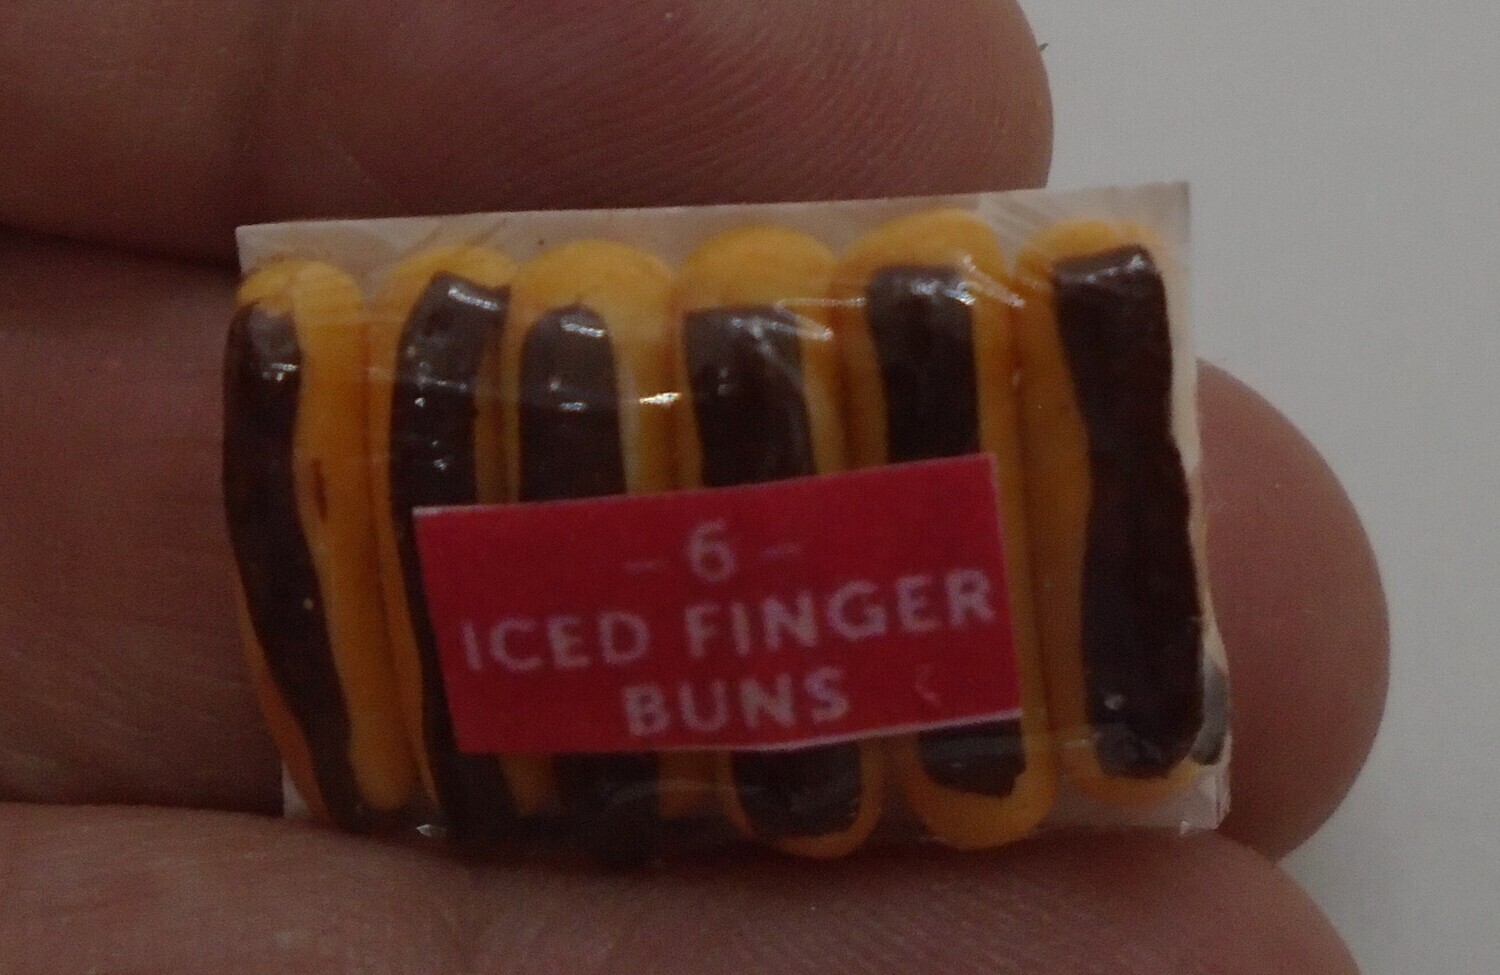 - 6 -
ICED FINGER
BUNS